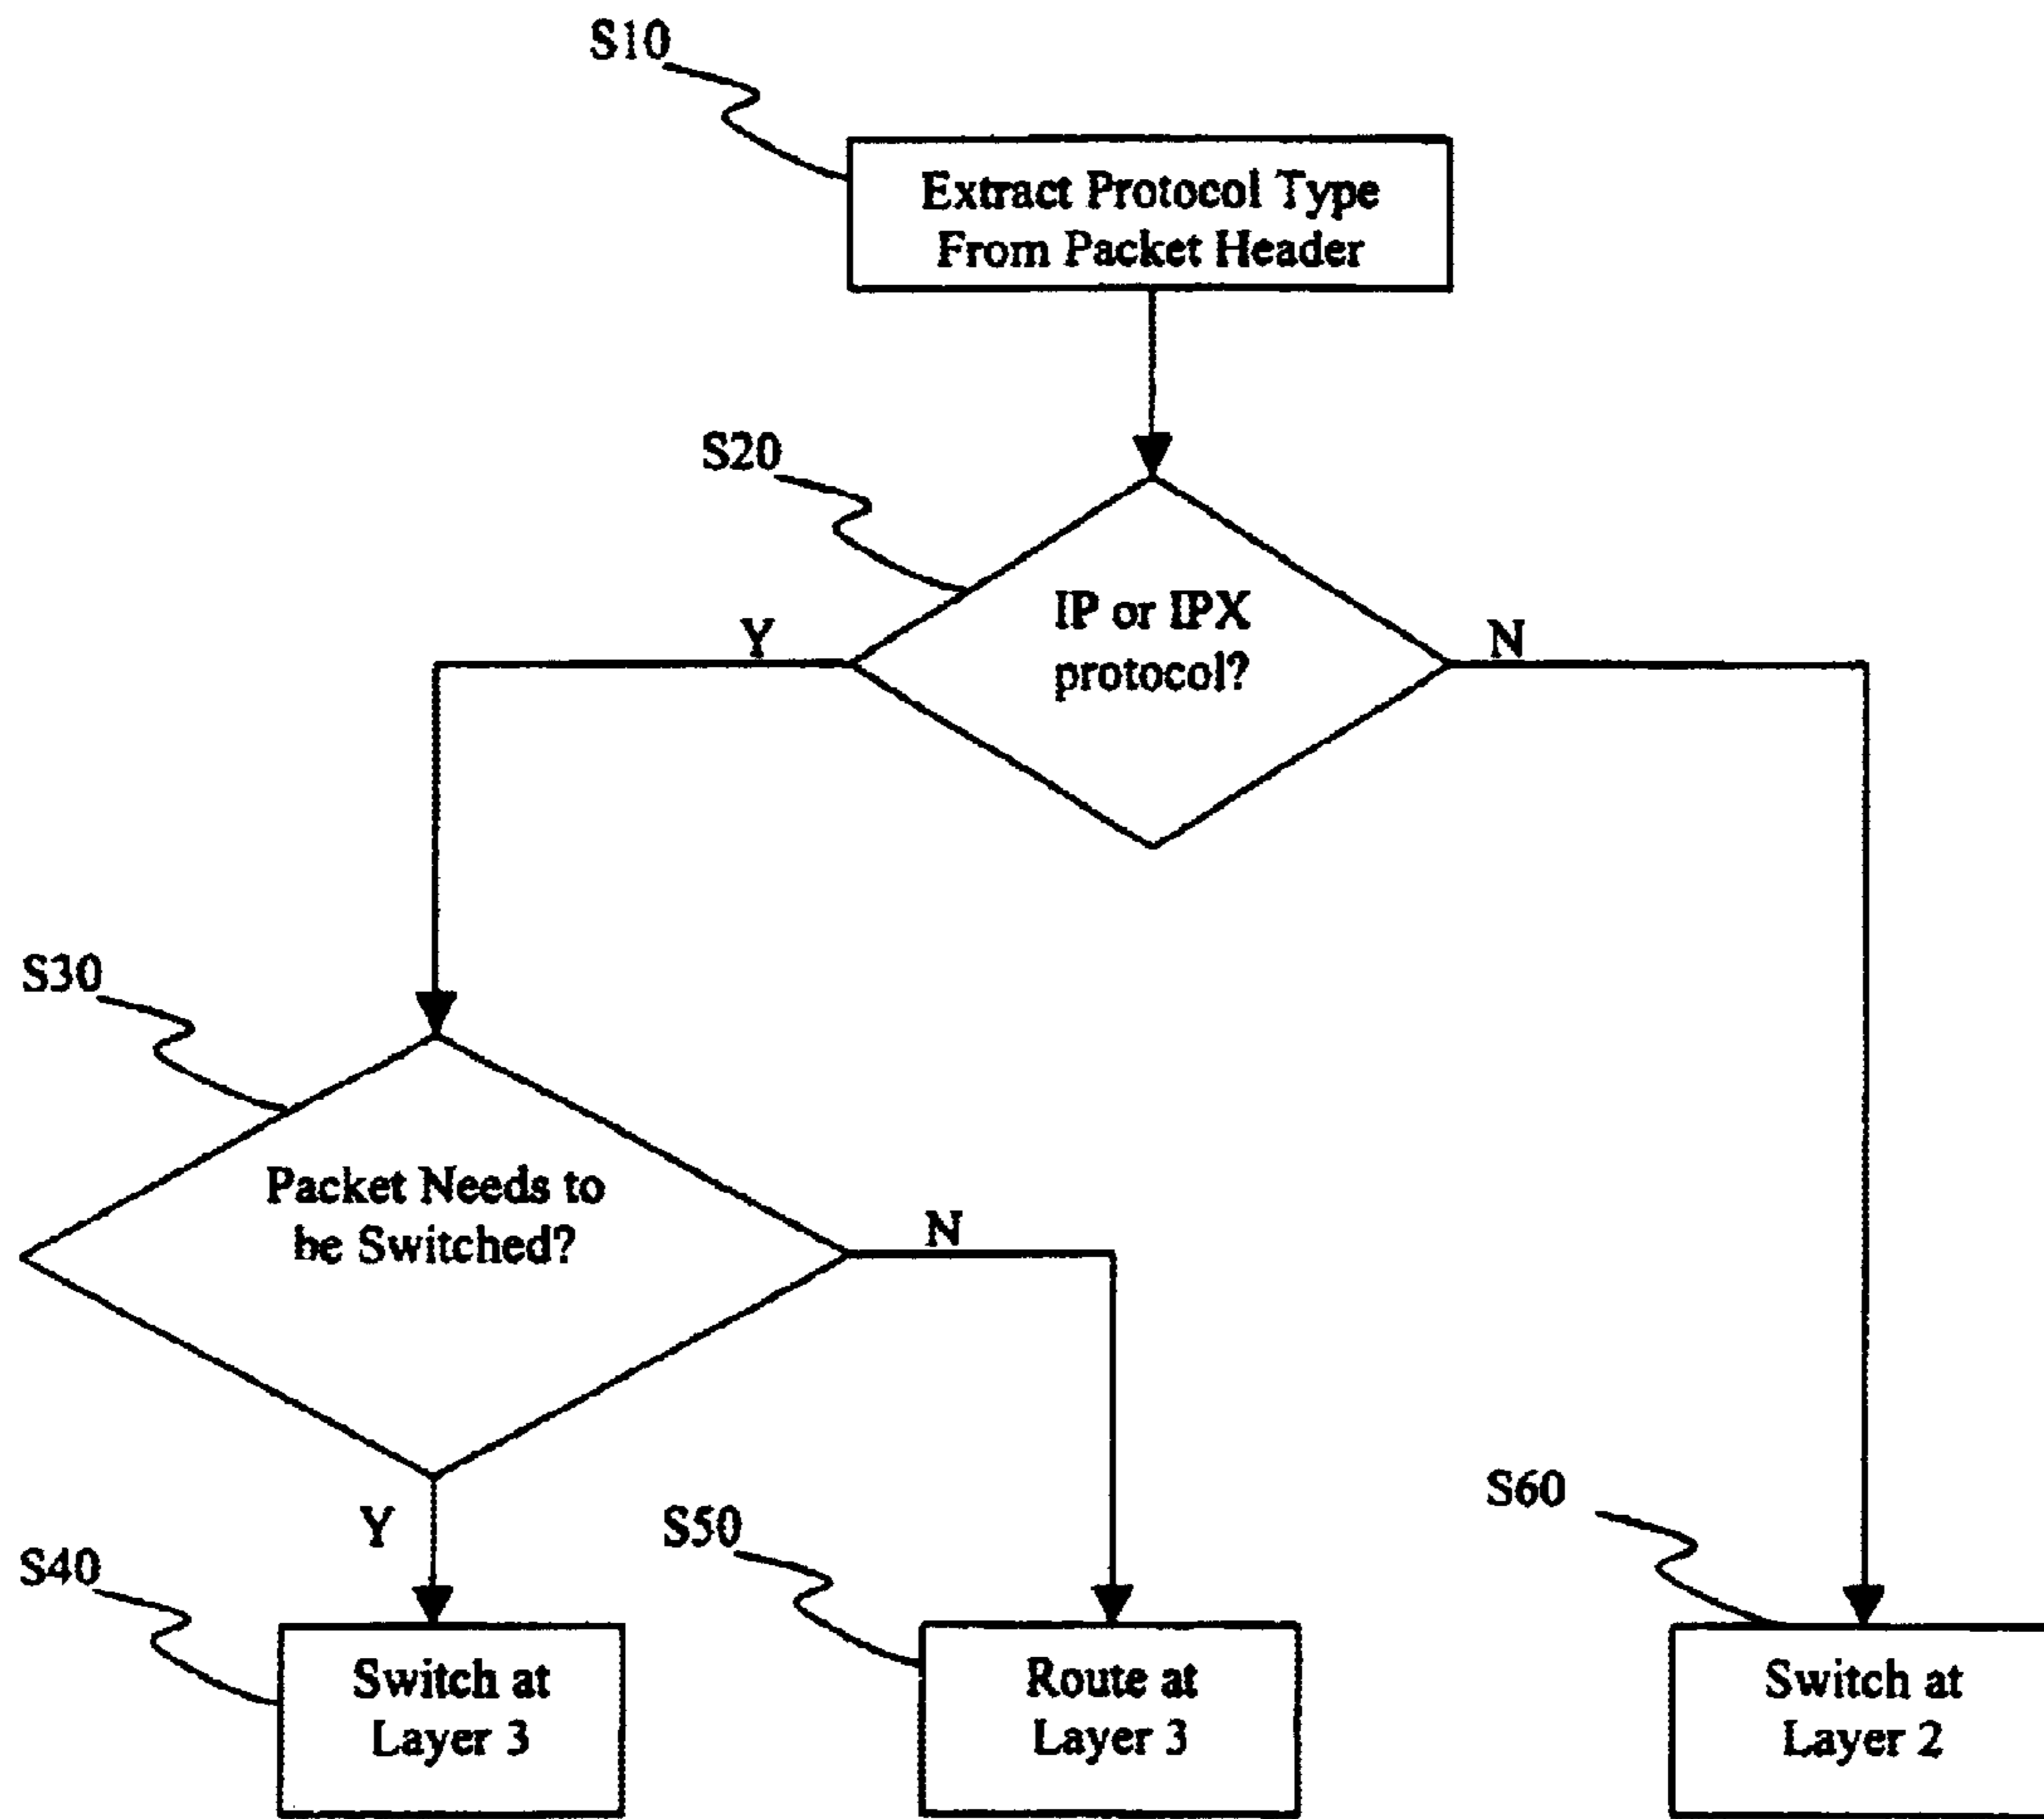 S10
Extract Protocol Type
From Packet Header
S20
IP or IPX
protocol?
Y
N
S30
Packet Needs to
be Switched?
N
Y
S40
Switch at
Layer 3
S50
Route at
Layer 3
S60
Switch at
Layer 2